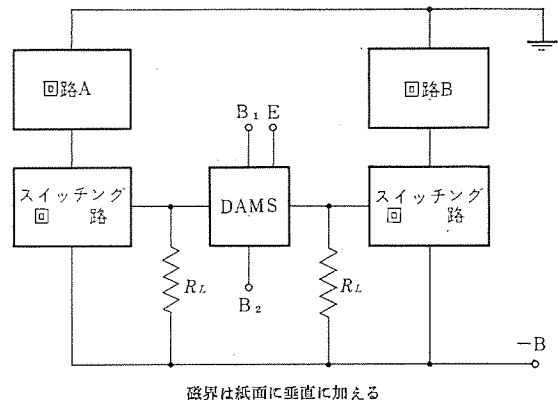 回路A
回路B
B₁ E
スイッチング
回 路
DAMS
スイッチング
回 路
R_L
B₂
R_L
−B
磁界は紙面に垂直に加える